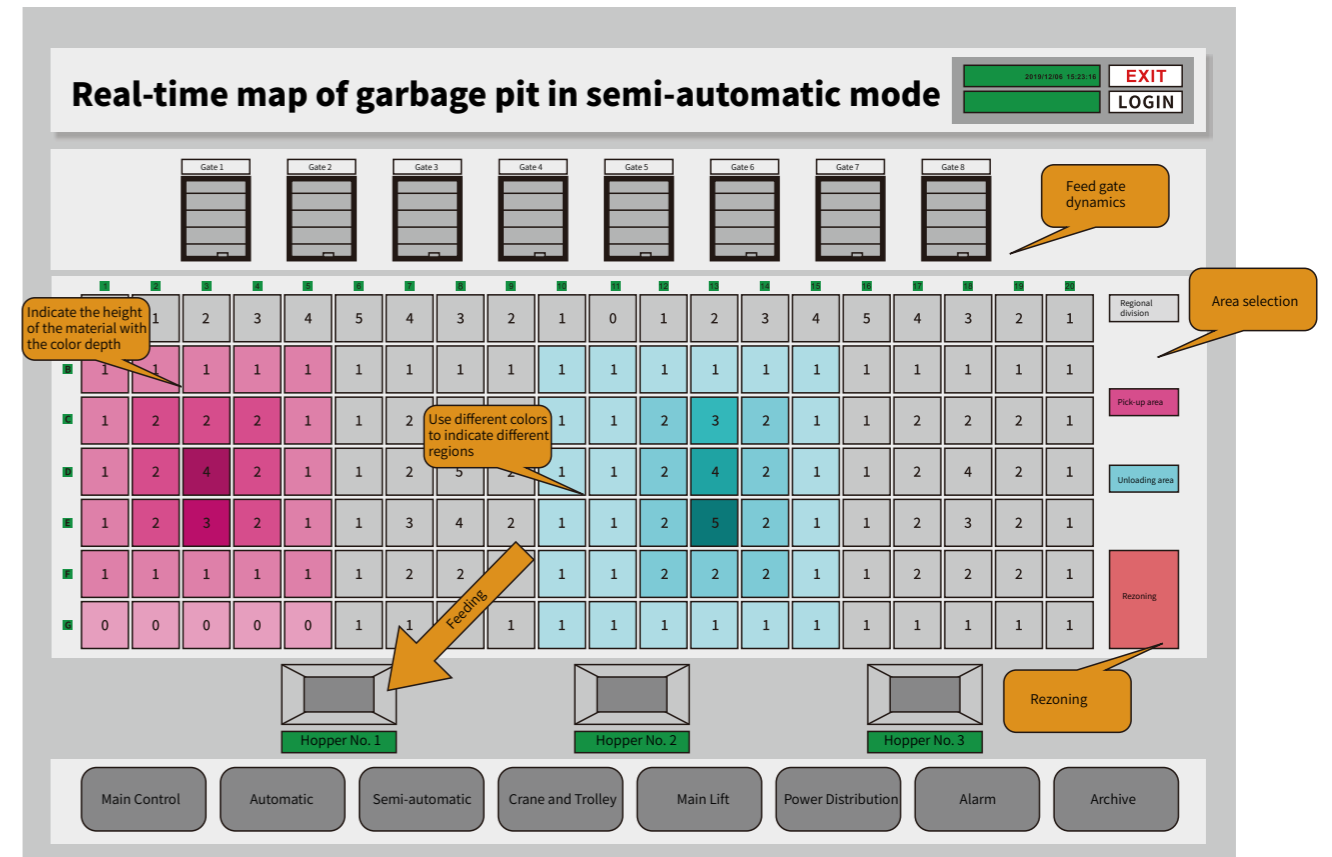 Real-time map of garbage pit in semi-automatic mode
2019/12/06 15:23:16
EXIT
LOGIN
Gate 1 Gate 2 Gate 3 Gate 4 Gate 5 Gate 6 Gate 7 Gate 8
Feed gate
dynamics
1 2 3 4 5 6 7 8 9 10 11 12 13 14 15 16 17 18 19 20
Indicate the height
of the material with
the color depth
1 2 3 4 5 4 3 2 1 0 1 2 3 4 5 4 3 2 1
Regional
division
Area selection
B 1 1 1 1 1 1 1 1 1 1 1 1 1 1 1 1 1 1 1 1
C 1 2 2 2 1 1 2 1 1 2 3 2 1 1 2 2 2 1
Use different colors
to indicate different
regions
Pick-up area
D 1 2 4 2 1 1 2 5 2 1 1 2 4 2 1 1 2 4 2 1
Unloading area
E 1 2 3 2 1 1 3 4 2 1 1 2 5 2 1 1 2 3 2 1
F 1 1 1 1 1 1 2 2 1 1 2 2 2 1 1 2 2 2 1
Feeding
Rezoning
G 0 0 0 0 0 1 1 1 1 1 1 1 1 1 1 1 1 1 1
Rezoning
Hopper No. 1 Hopper No. 2 Hopper No. 3
Main Control Automatic Semi-automatic Crane and Trolley Main Lift Power Distribution Alarm Archive